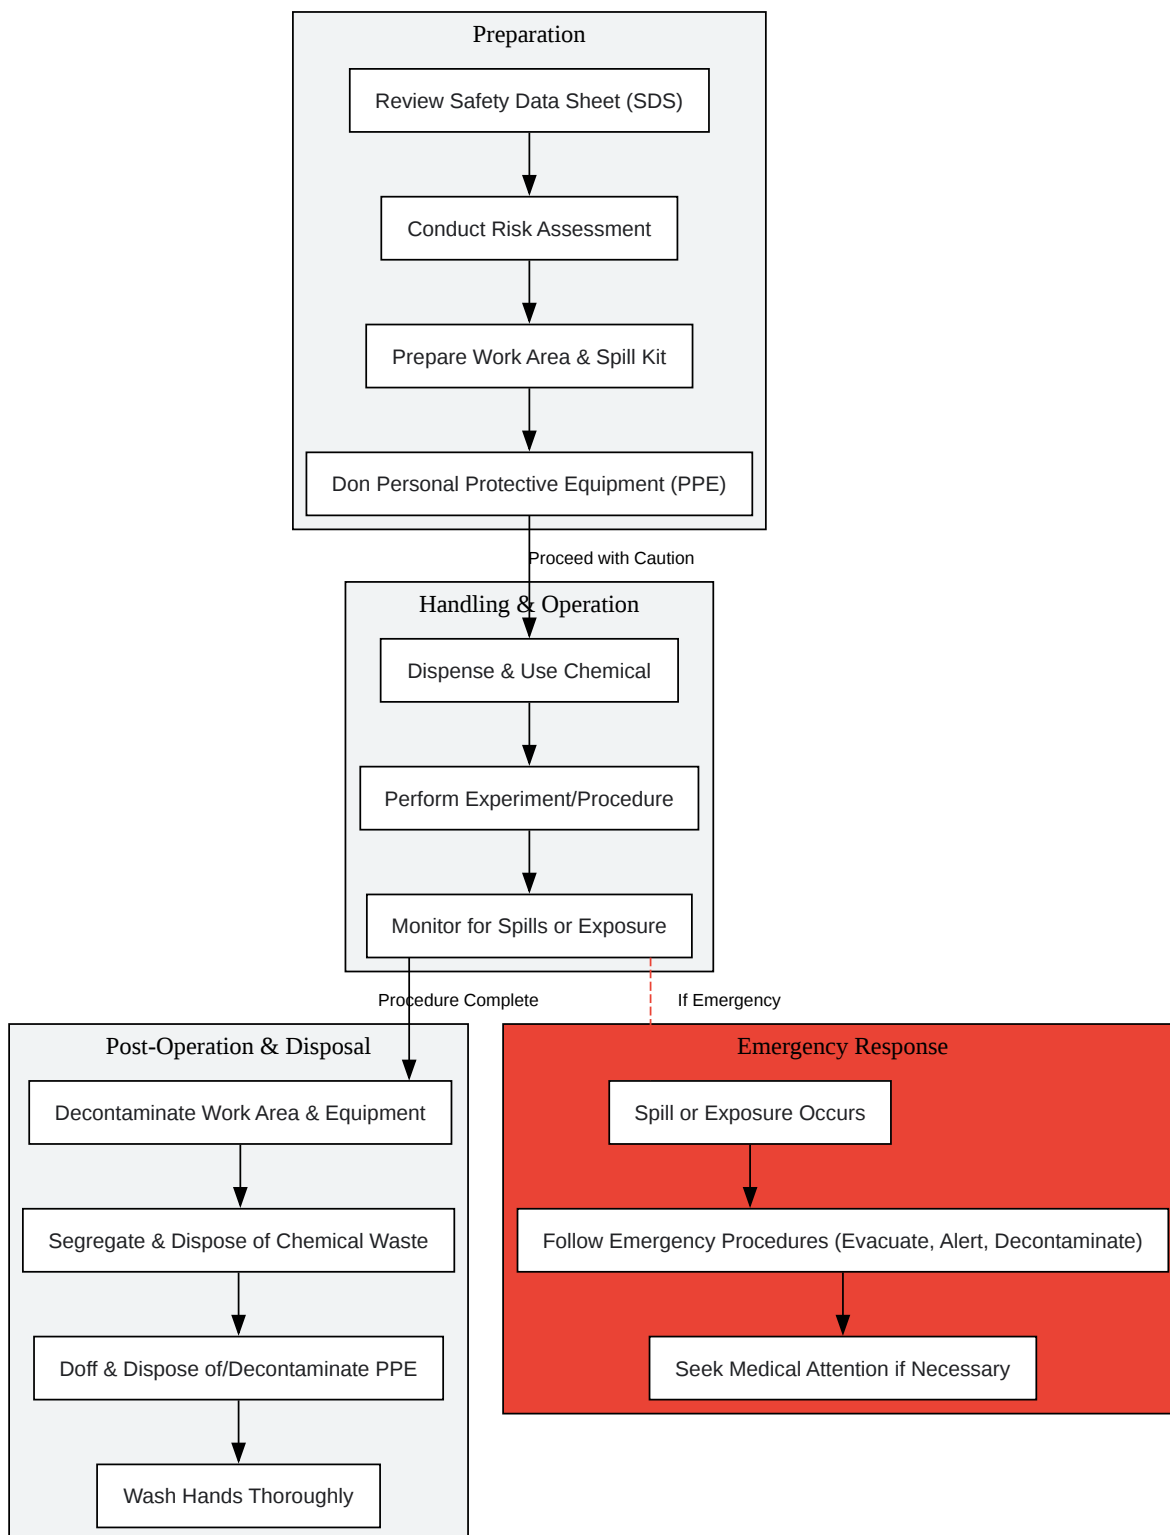 Preparation
Review Safety Data Sheet (SDS)
Conduct Risk Assessment
Prepare Work Area & Spill Kit
Don Personal Protective Equipment (PPE)
Proceed with Caution
Handling & Operation
Dispense & Use Chemical
Perform Experiment/Procedure
Monitor for Spills or Exposure
Procedure Complete
If Emergency
Post-Operation & Disposal
Decontaminate Work Area & Equipment
Segregate & Dispose of Chemical Waste
Doff & Dispose of/Decontaminate PPE
Wash Hands Thoroughly
Emergency Response
Spill or Exposure Occurs
Follow Emergency Procedures (Evacuate, Alert, Decontaminate)
Seek Medical Attention if Necessary